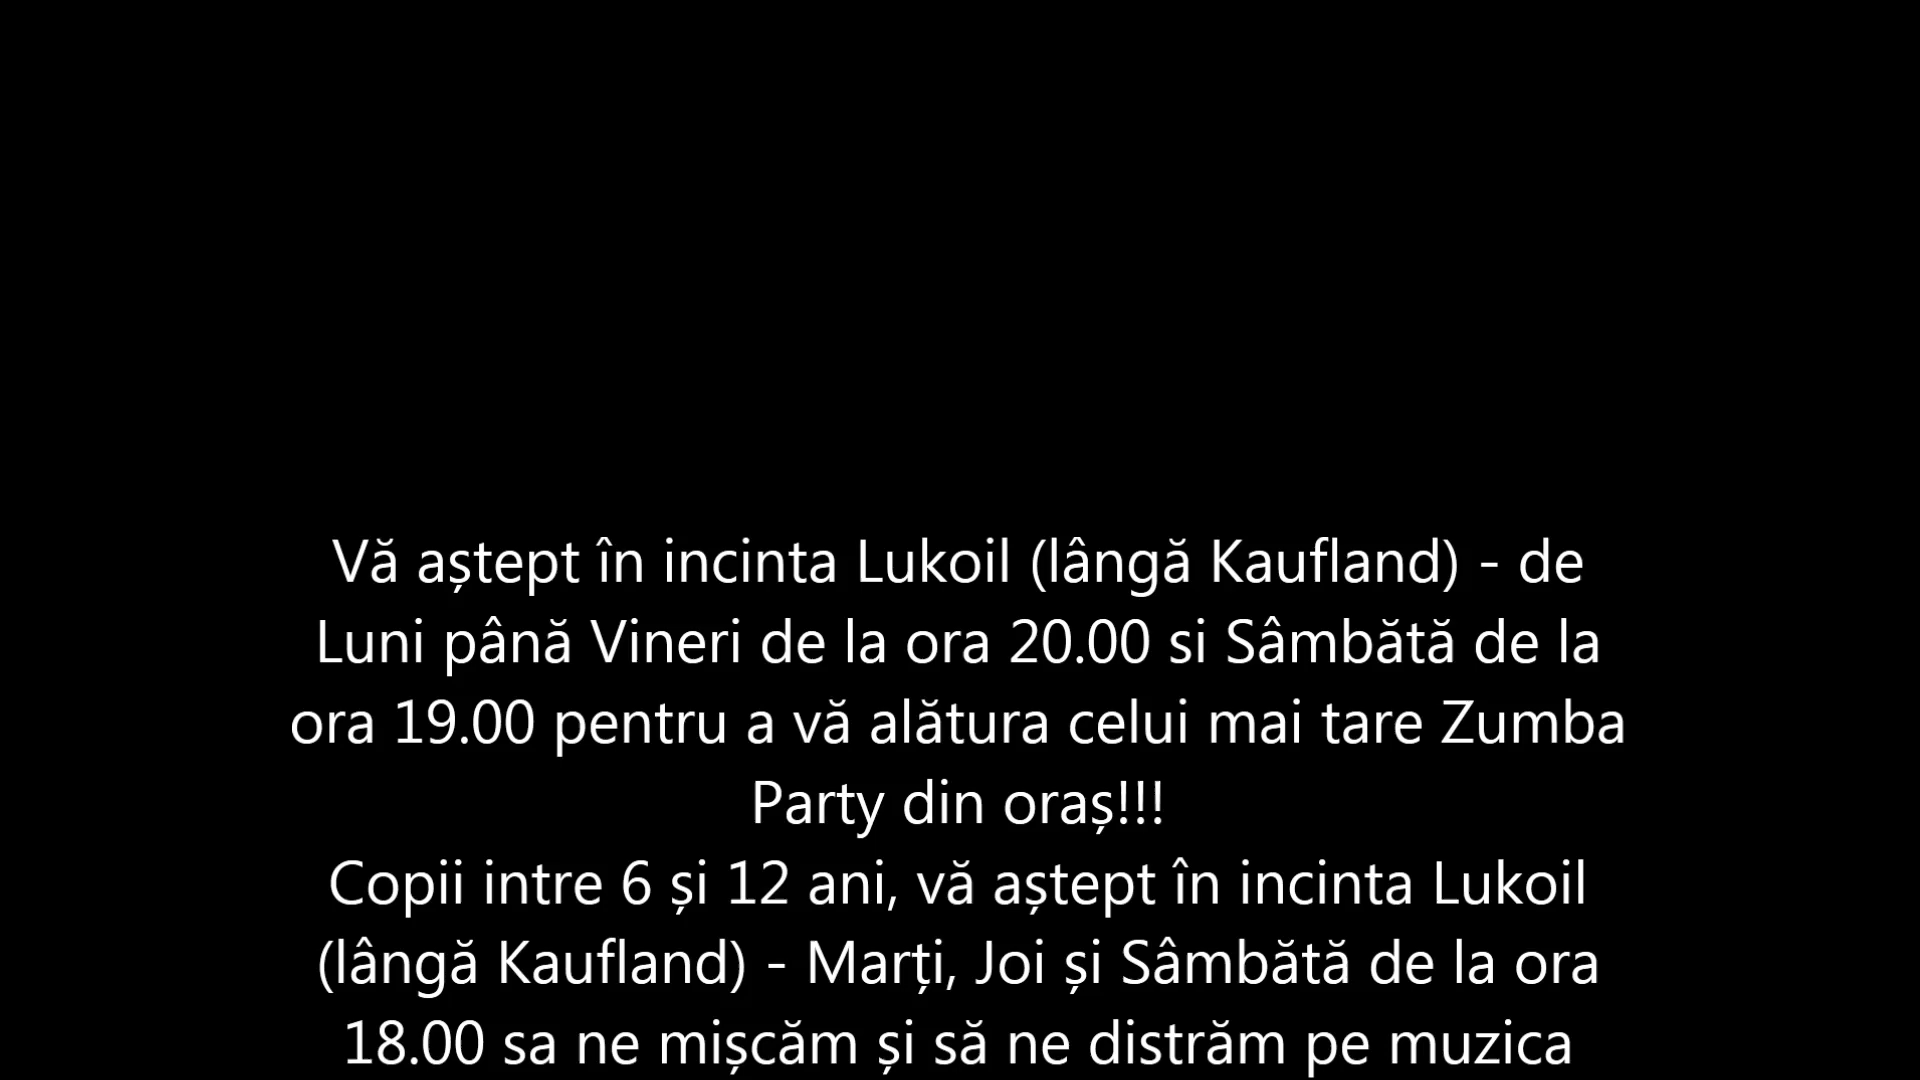 Vă aștept în incinta Lukoil (lângă Kaufland) - de
Luni până Vineri de la ora 20.00 si Sâmbătă de la
ora 19.00 pentru a vă alătura celui mai tare Zumba
Party din oraș!!!
Copii intre 6 și 12 ani, vă aștept în incinta Lukoil
(lângă Kaufland) - Marți, Joi și Sâmbătă de la ora
18.00 sa ne mișcăm și să ne distrăm pe muzica